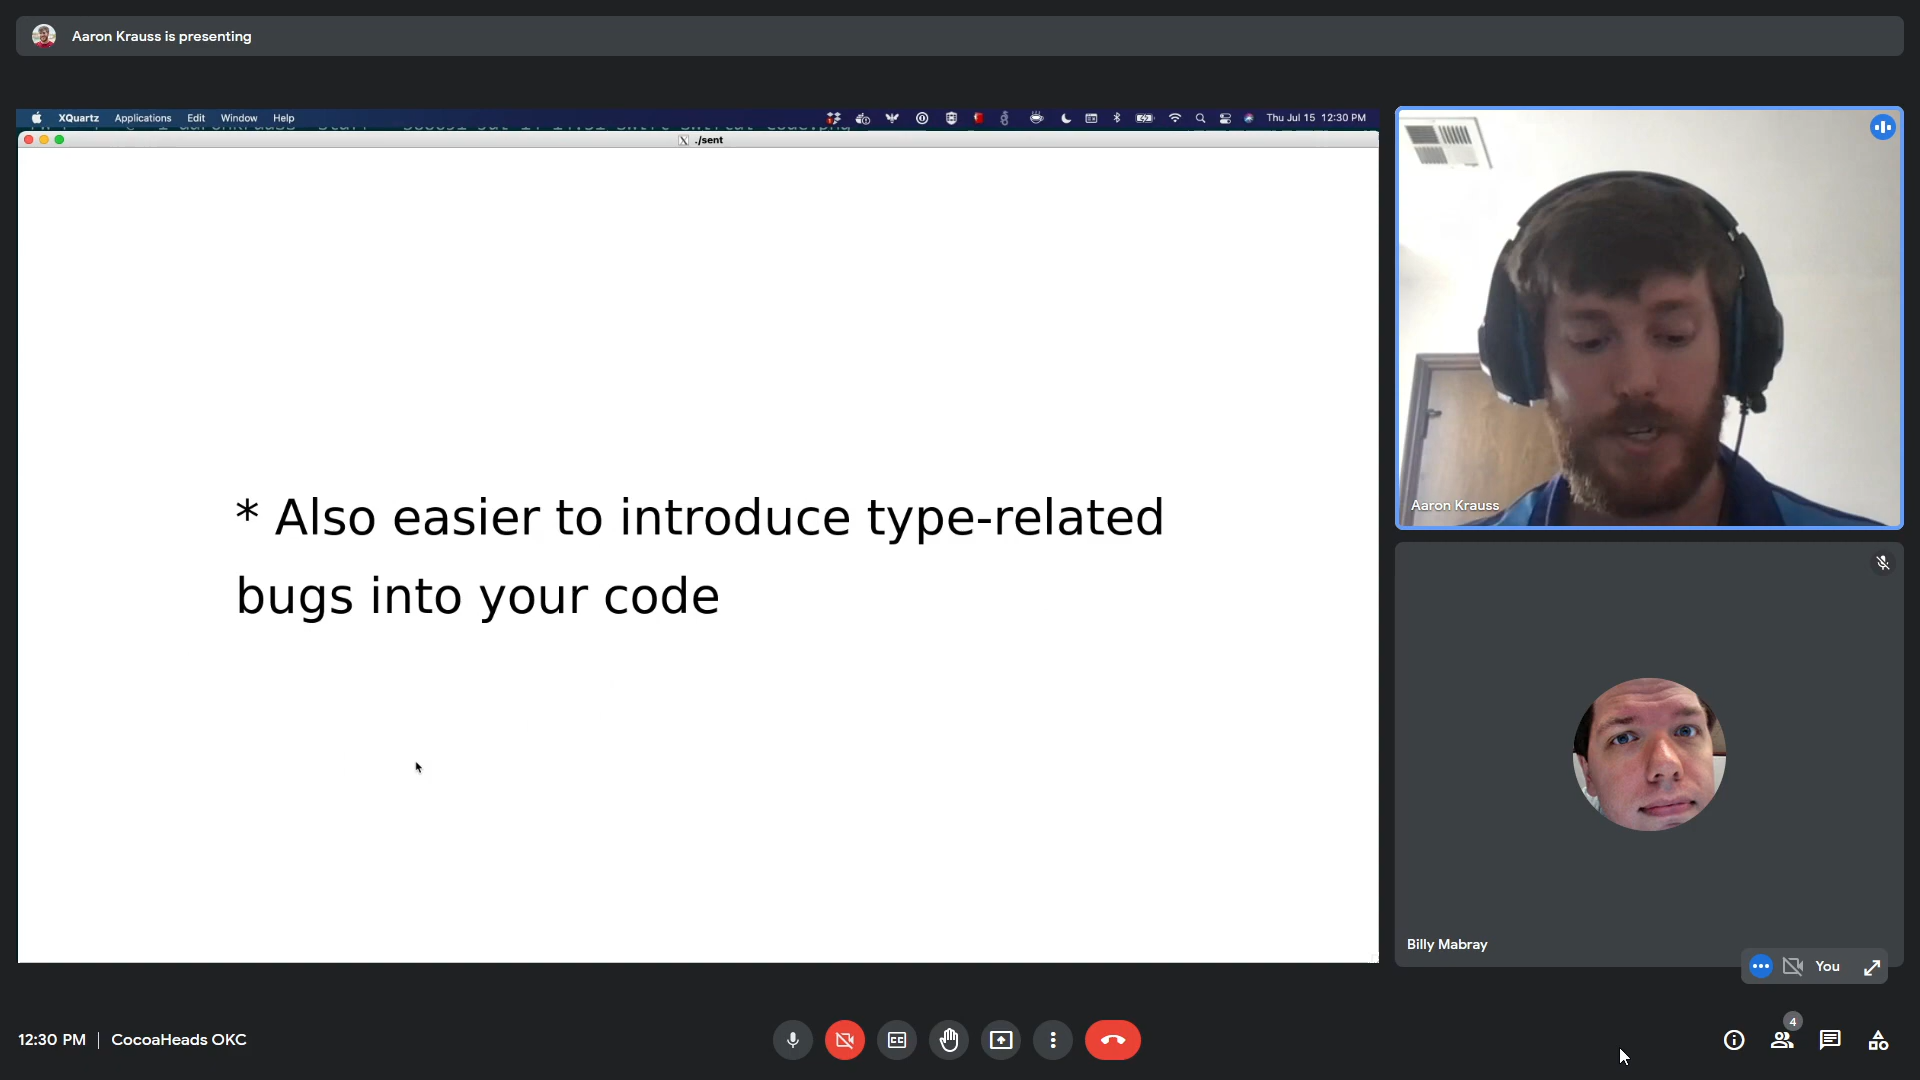 Aaron Krauss is presenting
XQuartz Applications Edit Window Help
Thu Jul 15 12:30 PM
./sent
* Also easier to introduce type-related
bugs into your code
Aaron Krauss
Billy Mabray
You
12:30 PM | CocoaHeads OKC
4